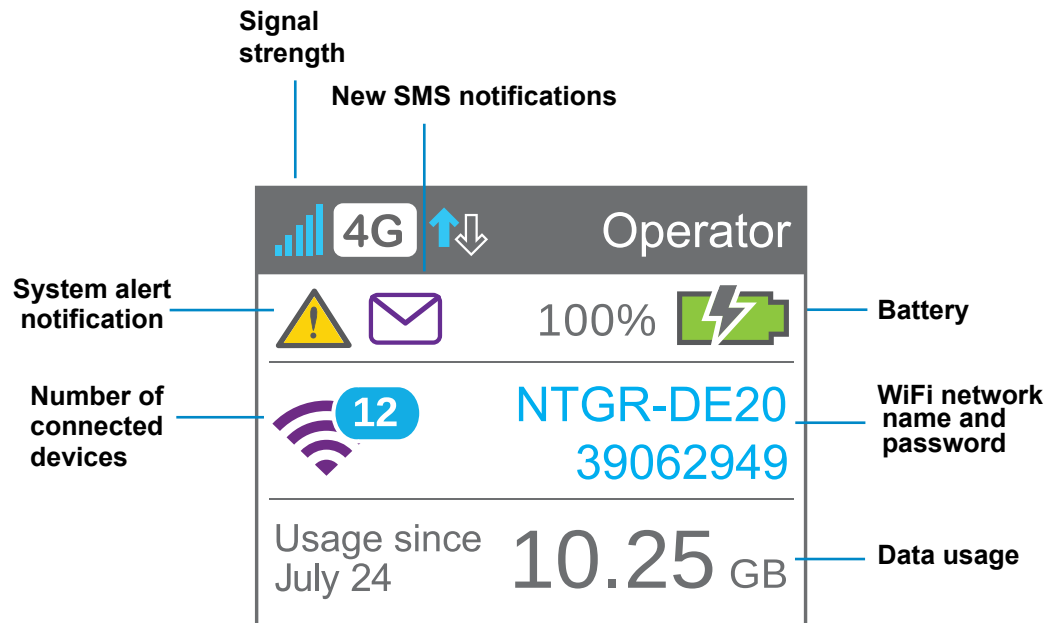 Signal
strength
New SMS notifications
4G
Operator
System alert
notification
!
100%
Battery
Number of
connected
devices
12
NTGR-DE20
39062949
WiFi network
name and
password
Usage since
July 24
10.25 GB
Data usage